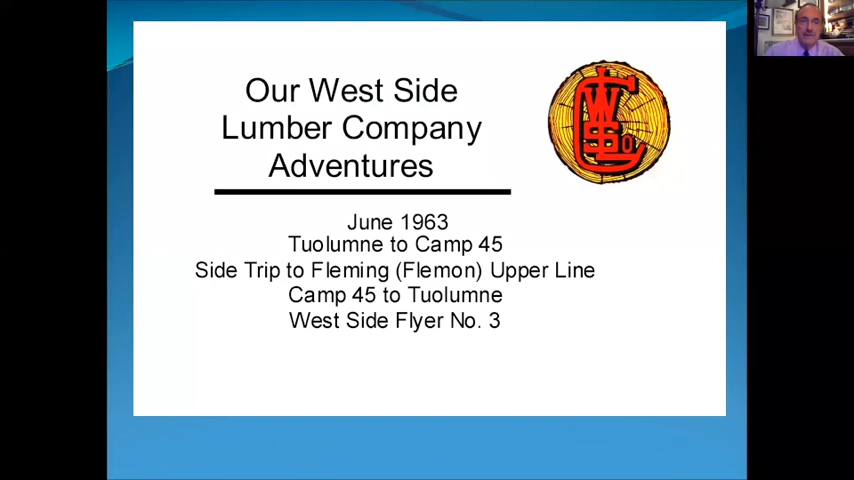 Our West Side
Lumber Company
Adventures
WSLCo
June 1963
Tuolumne to Camp 45
Side Trip to Fleming (Flemon) Upper Line
Camp 45 to Tuolumne
West Side Flyer No. 3